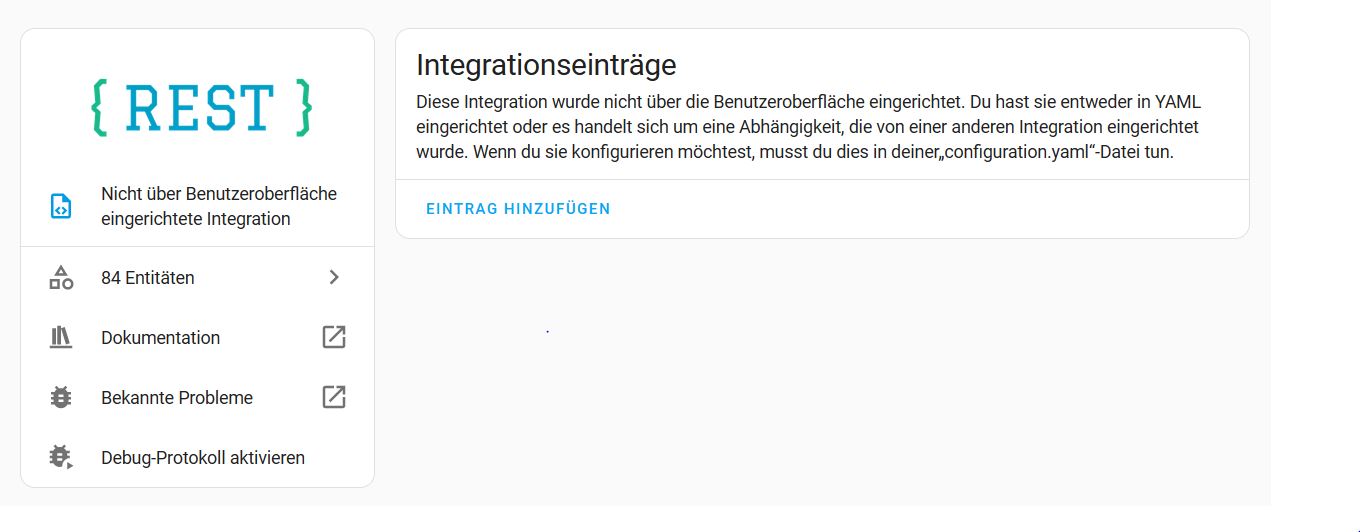 { REST }
Nicht über Benutzeroberfläche
eingerichtete Integration
84 Entitäten
Dokumentation
Bekannte Probleme
Debug-Protokoll aktivieren
Integrationseinträge
Diese Integration wurde nicht über die Benutzeroberfläche eingerichtet. Du hast sie entweder in YAML
eingerichtet oder es handelt sich um eine Abhängigkeit, die von einer anderen Integration eingerichtet
wurde. Wenn du sie konfigurieren möchtest, musst du dies in deiner„configuration.yaml“-Datei tun.
EINTRAG HINZUFÜGEN